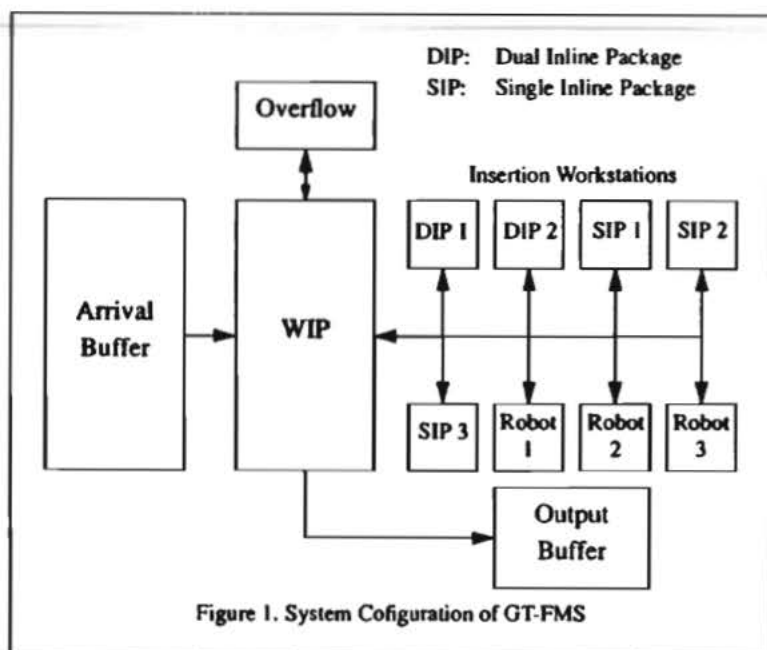 DIP: Dual Inline Package
SIP: Single Inline Package
Overflow
Insertion Workstations
DIP 1
DIP 2
SIP 1
SIP 2
Arrival
Buffer
WIP
SIP 3
Robot
1
Robot
2
Robot
3
Output
Buffer
Figure 1. System Cofiguration of GT-FMS